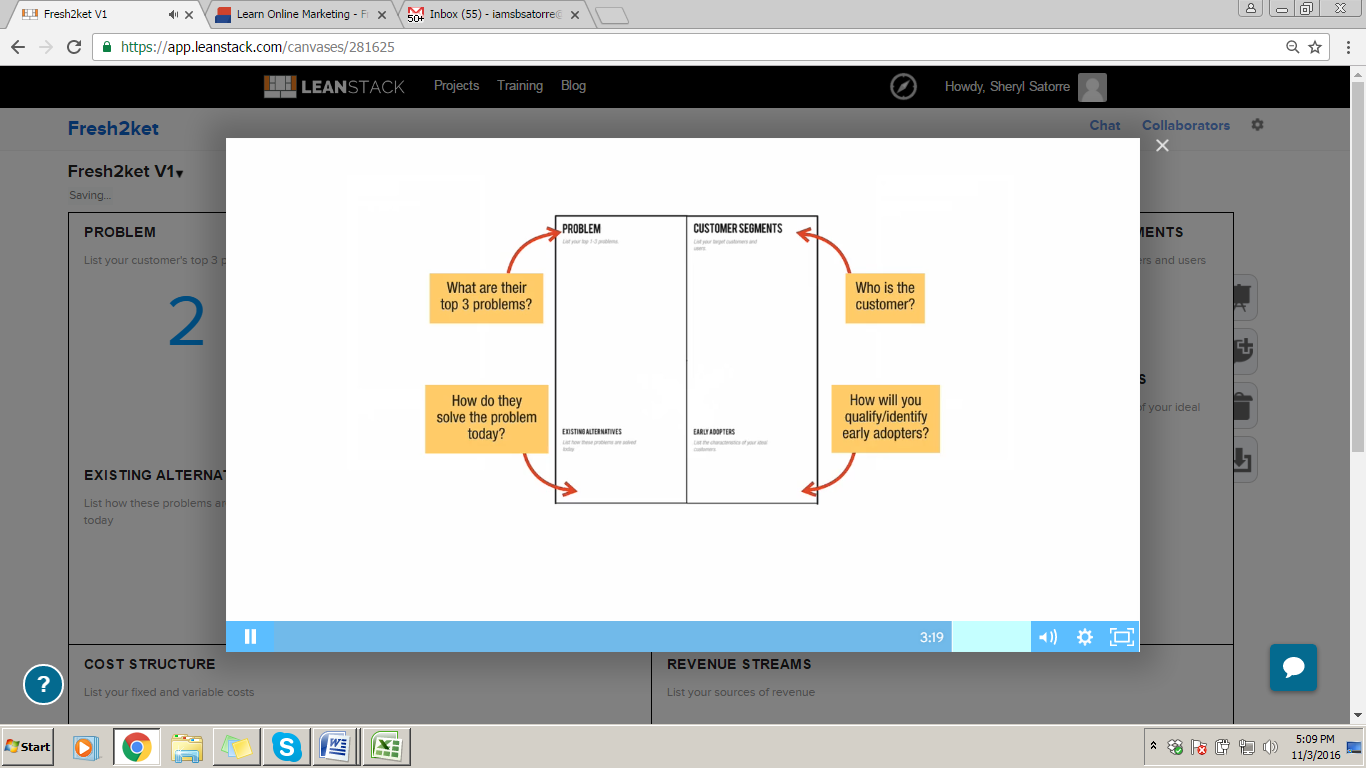 Fresh2ket V1
Learn Online Marketing - F
50+
Inbox (55) - iamsbsatorre@
https://app.leanstack.com/canvases/281625
LEANSTACK
Projects
Training
Blog
Howdy, Sheryl Satorre
Fresh2ket
Chat
Collaborators
Fresh2ket V1
Saving...
PROBLEM
List your customer's top 3 p
2
EXISTING ALTERNAT
List how these problems ar
today
MENTS
rs and users
S
of your ideal
PROBLEM
List your top 1-3 problems.
CUSTOMER SEGMENTS
List your target customers and
users.
What are their
top 3 problems?
Who is the
customer?
How do they
solve the problem
today?
How will you
qualify/identify
early adopters?
EXISTING ALTERNATIVES
List how these problems are solved
today.
EARLY ADOPTERS
List the characteristics of your ideal
customers.
3:19
COST STRUCTURE
List your fixed and variable costs
REVENUE STREAMS
List your sources of revenue
?
Start
5:09 PM
11/3/2016